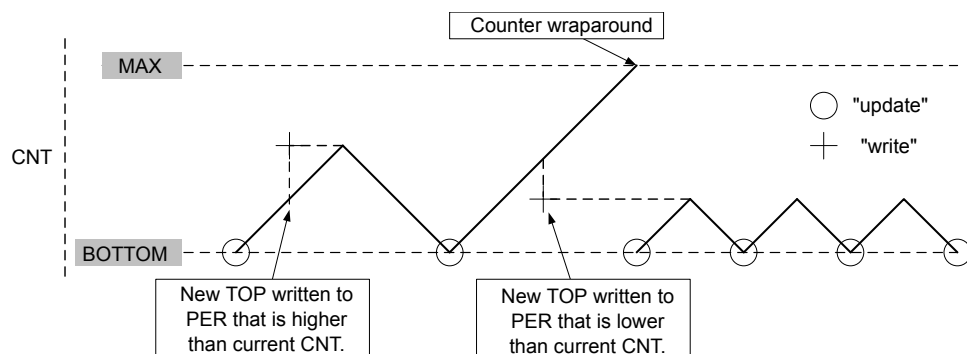 Counter wraparound
MAX
"update"
CNT
"write"
BOTTOM
New TOP written to
PER that is higher
than current CNT.
New TOP written to
PER that is lower
than current CNT.